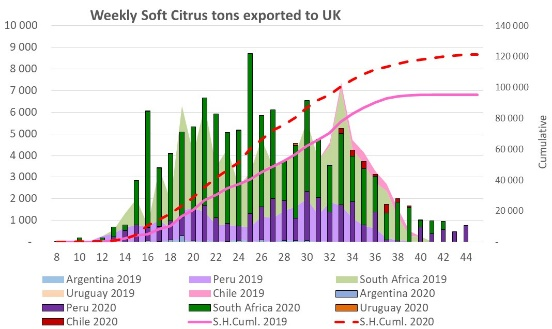 Weekly Soft Citrus tons exported to UK
10 000
9 000
8 000
7 000
6 000
5 000
4 000
3 000
2 000
1 000
-
140 000
120 000
100 000
80 000
60 000
40 000
20 000
-
Cumulative
8 10 12 14 16 18 20 22 24 26 28 30 32 34 36 38 40 42 44
Argentina 2019 Peru 2019 South Africa 2019
Uruguay 2019 Chile 2019 Argentina 2020
Peru 2020 South Africa 2020 Uruguay 2020
Chile 2020 S.H.Cuml. 2019 S.H.Cuml. 2020